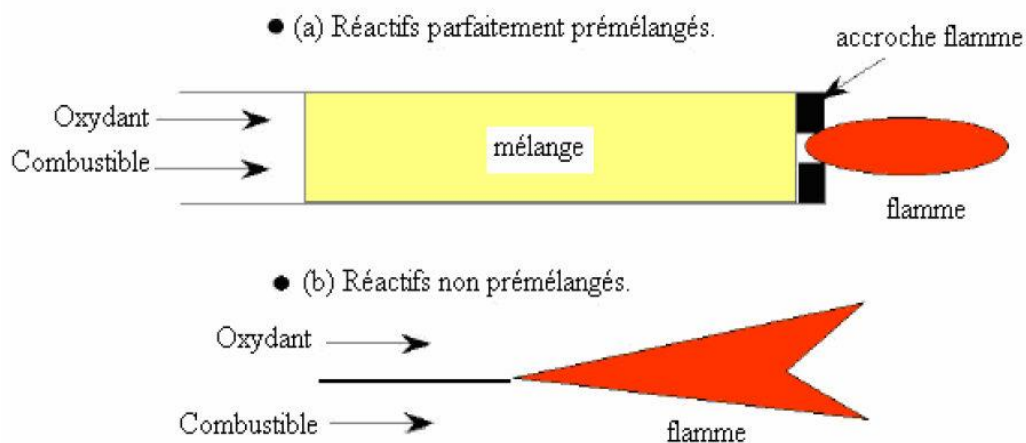 ● (a) Réactifs parfaitement prémélangés.
accroche flamme
Oxydant
Combustible
mélange
flamme
● (b) Réactifs non prémélangés.
Oxydant
Combustible
flamme